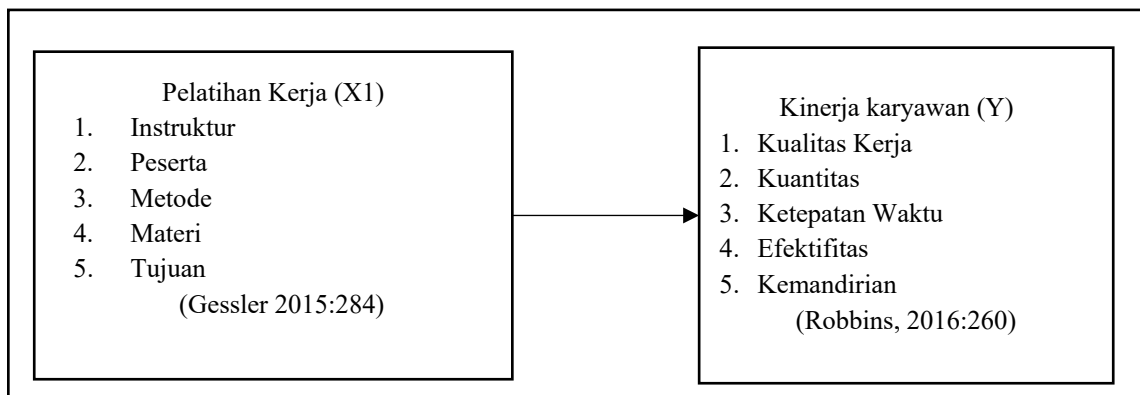 Pelatihan Kerja (X1)
1. Instruktur
2. Peserta
3. Metode
4. Materi
5. Tujuan
(Gessler 2015:284)
Kinerja karyawan (Y)
1. Kualitas Kerja
2. Kuantitas
3. Ketepatan Waktu
4. Efektifitas
5. Kemandirian
(Robbins, 2016:260)